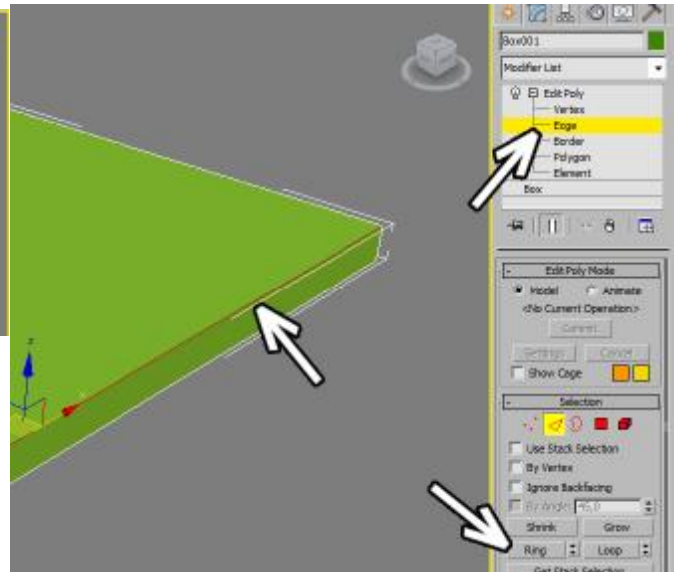 Box001
Modifier List
Edit Poly
Vertex
Edge
Border
Polygon
Element
Box
- Edit Poly Mode
Model Animate
<No Current Operation>
Commit
Settings Cancel
Show Cage
- Selection
Use Stack Selection
By Vertex
Ignore Backfacing
By Angle: 45,0
Shrink Grow
Ring Loop
Get Stack Selection
z